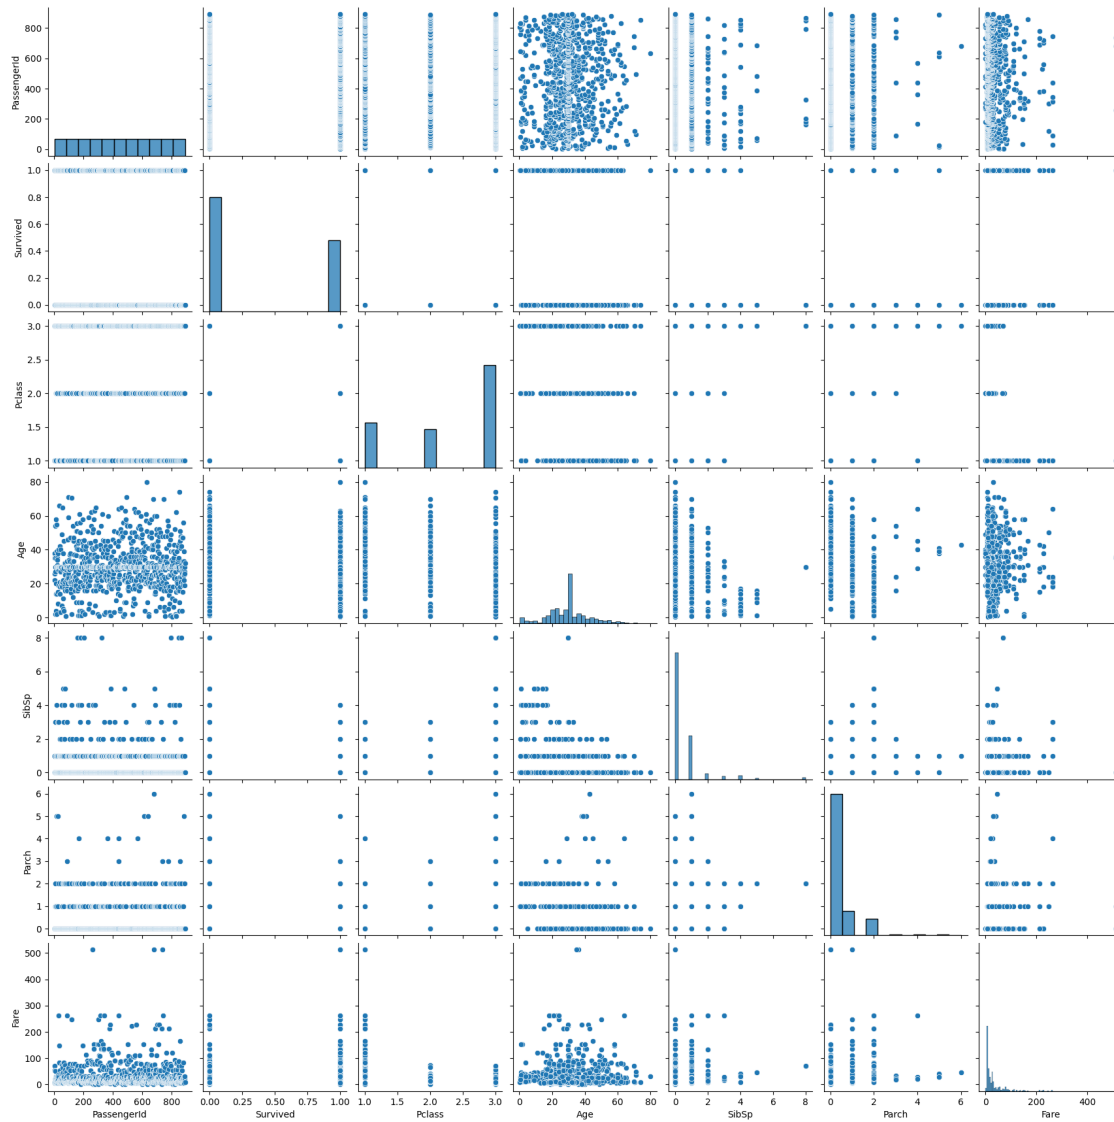 PassengerId
800
600
400
200
0
Survived
1.0
0.8
0.6
0.4
0.2
0.0
Pclass
3.0
2.5
2.0
1.5
1.0
Age
80
60
40
20
0
SibSp
8
6
4
2
0
Parch
6
5
4
3
2
1
0
Fare
500
400
300
200
100
0
0 200 400 600 800
0.00 0.25 0.50 0.75 1.00
1.0 1.5 2.0 2.5 3.0
0 20 40 60 80
0 2 4 6 8
0 2 4 6
0 200 400
PassengerId Survived Pclass Age SibSp Parch Fare